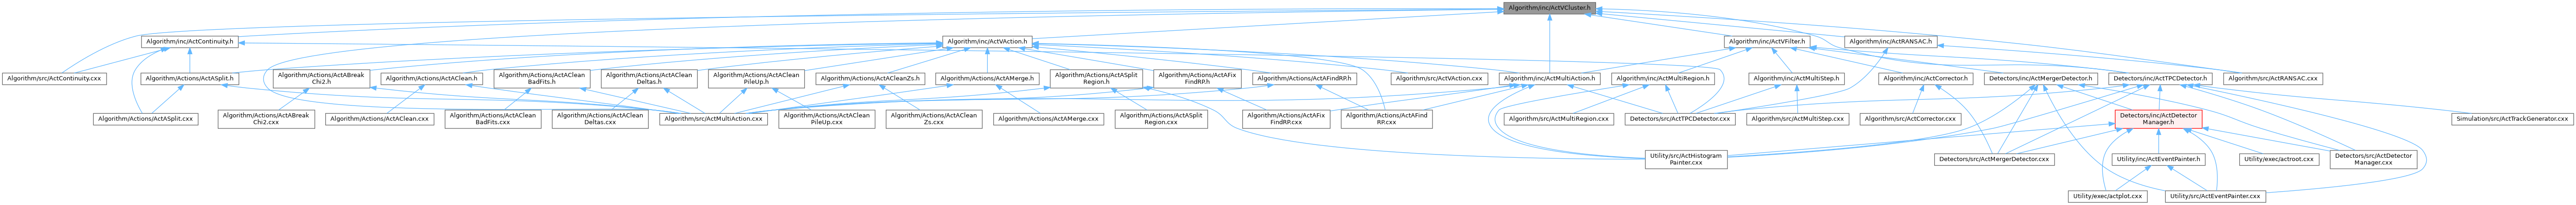 Algorithm/inc/ActVCluster.h
Algorithm/inc/ActContinuity.h
Algorithm/inc/ActVAction.h
Algorithm/inc/ActVFilter.h
Algorithm/inc/ActRANSAC.h
Algorithm/src/ActContinuity.cxx
Algorithm/Actions/ActASplit.h
Algorithm/Actions/ActABreak
Chi2.h
Algorithm/Actions/ActAClean.h
Algorithm/Actions/ActAClean
BadFits.h
Algorithm/Actions/ActAClean
Deltas.h
Algorithm/Actions/ActAClean
PileUp.h
Algorithm/Actions/ActACleanZs.h
Algorithm/Actions/ActAMerge.h
Algorithm/Actions/ActASplit
Region.h
Algorithm/Actions/ActAFix
FindRP.h
Algorithm/Actions/ActAFindRP.h
Algorithm/src/ActVAction.cxx
Algorithm/inc/ActMultiAction.h
Algorithm/inc/ActMultiRegion.h
Algorithm/inc/ActMultiStep.h
Algorithm/inc/ActCorrector.h
Detectors/inc/ActMergerDetector.h
Detectors/inc/ActTPCDetector.h
Algorithm/src/ActRANSAC.cxx
Algorithm/Actions/ActASplit.cxx
Algorithm/Actions/ActABreak
Chi2.cxx
Algorithm/Actions/ActAClean.cxx
Algorithm/Actions/ActAClean
BadFits.cxx
Algorithm/Actions/ActAClean
Deltas.cxx
Algorithm/src/ActMultiAction.cxx
Algorithm/Actions/ActAClean
PileUp.cxx
Algorithm/Actions/ActAClean
Zs.cxx
Algorithm/Actions/ActAMerge.cxx
Algorithm/Actions/ActASplit
Region.cxx
Algorithm/Actions/ActAFix
FindRP.cxx
Algorithm/Actions/ActAFind
RP.cxx
Algorithm/src/ActMultiRegion.cxx
Detectors/src/ActTPCDetector.cxx
Algorithm/src/ActMultiStep.cxx
Algorithm/src/ActCorrector.cxx
Detectors/inc/ActDetector
Manager.h
Simulation/src/ActTrackGenerator.cxx
Utility/src/ActHistogram
Painter.cxx
Detectors/src/ActMergerDetector.cxx
Utility/inc/ActEventPainter.h
Utility/exec/actroot.cxx
Detectors/src/ActDetector
Manager.cxx
Utility/exec/actplot.cxx
Utility/src/ActEventPainter.cxx